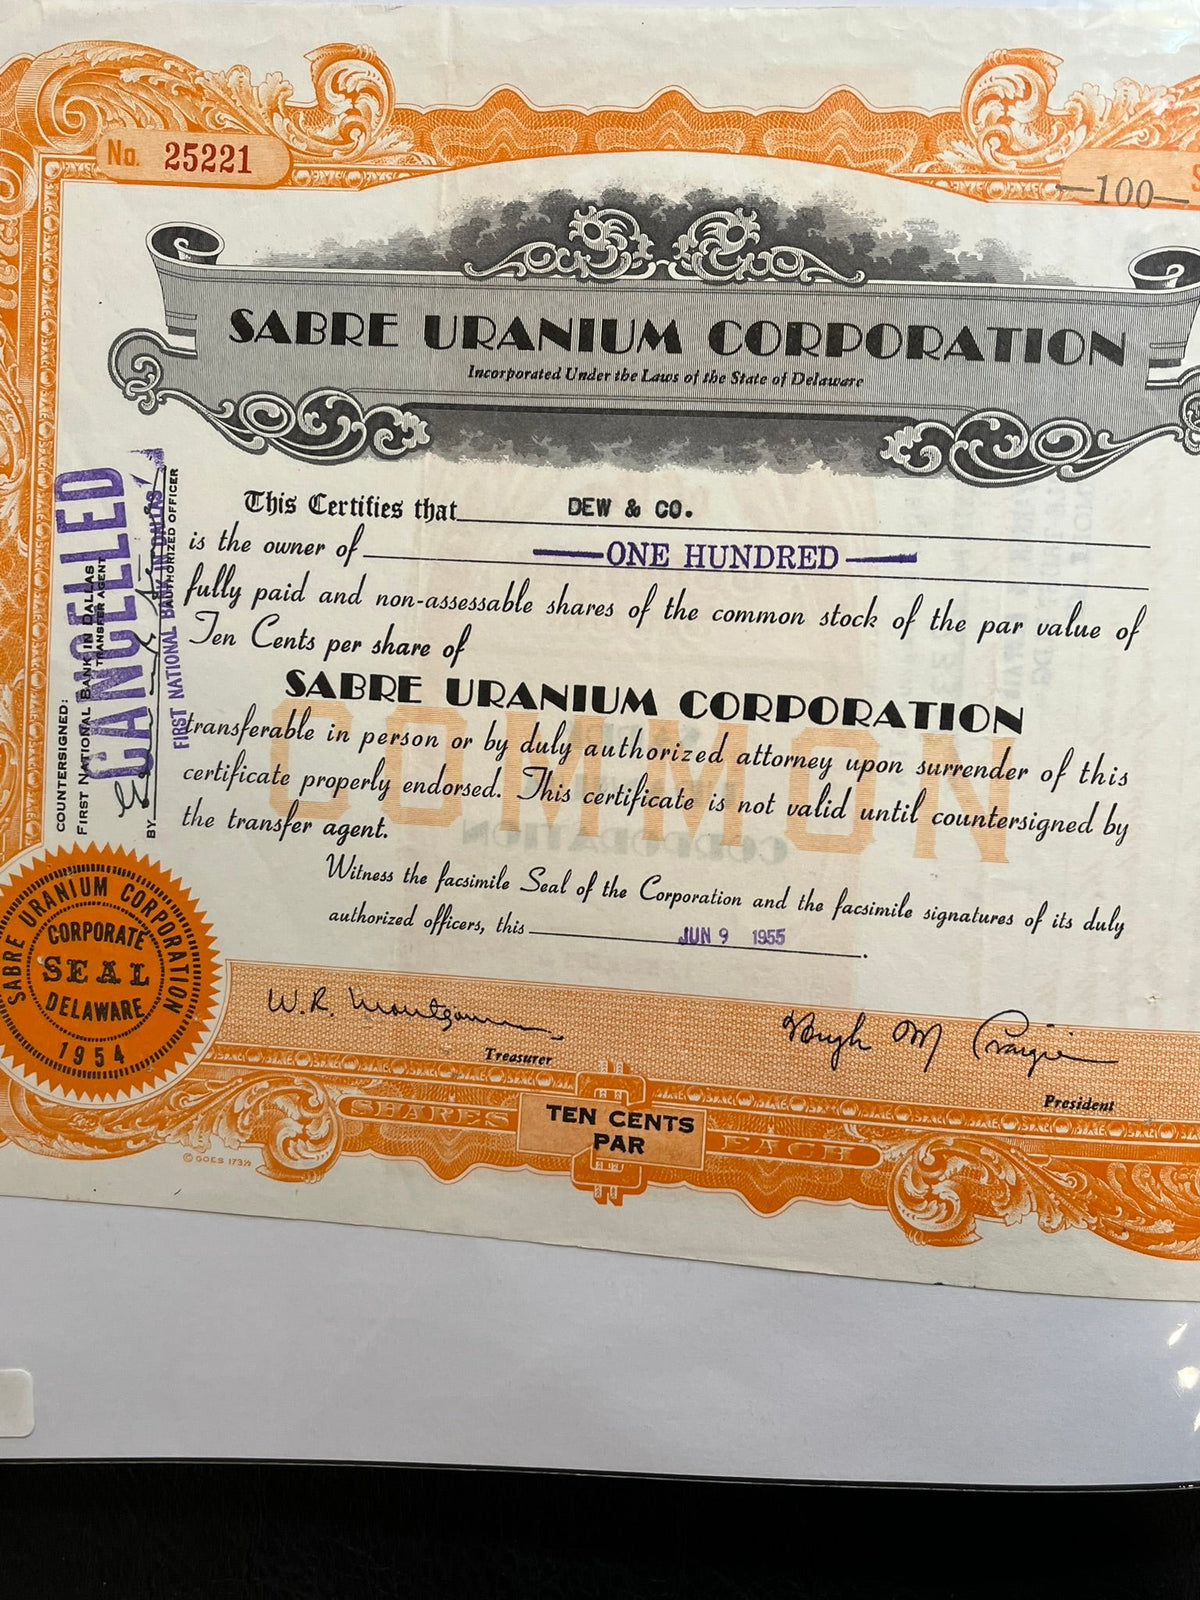 No. 25221
—100—
SABRE URANIUM CORPORATION
Incorporated Under the Laws of the State of Delaware
This Certifies that DEW & CO.
is the owner of ONE HUNDRED
fully paid and non-assessable shares of the common stock of the par value of
Ten Cents per share of
SABRE URANIUM CORPORATION
COMMON
transferable in person or by duly authorized attorney upon surrender of this
certificate properly endorsed. This certificate is not valid until countersigned by
the transfer agent.
Witness the facsimile Seal of the Corporation and the facsimile signatures of its duly
authorized officers, this JUN 9 1955.
COUNTERSIGNED:
FIRST NATIONAL BANK IN DALLAS
TRANSFER AGENT
BY
AUTHORIZED OFFICER
CANCELLED
FIRST NATIONAL BANK IN DALLAS
SABRE URANIUM CORPORATION
CORPORATE
SEAL
DELAWARE
1954
W. R. Montgomery
Treasurer
Hugh M Craigie
President
SHARES TEN CENTS EACH
PAR
© GOES 173½